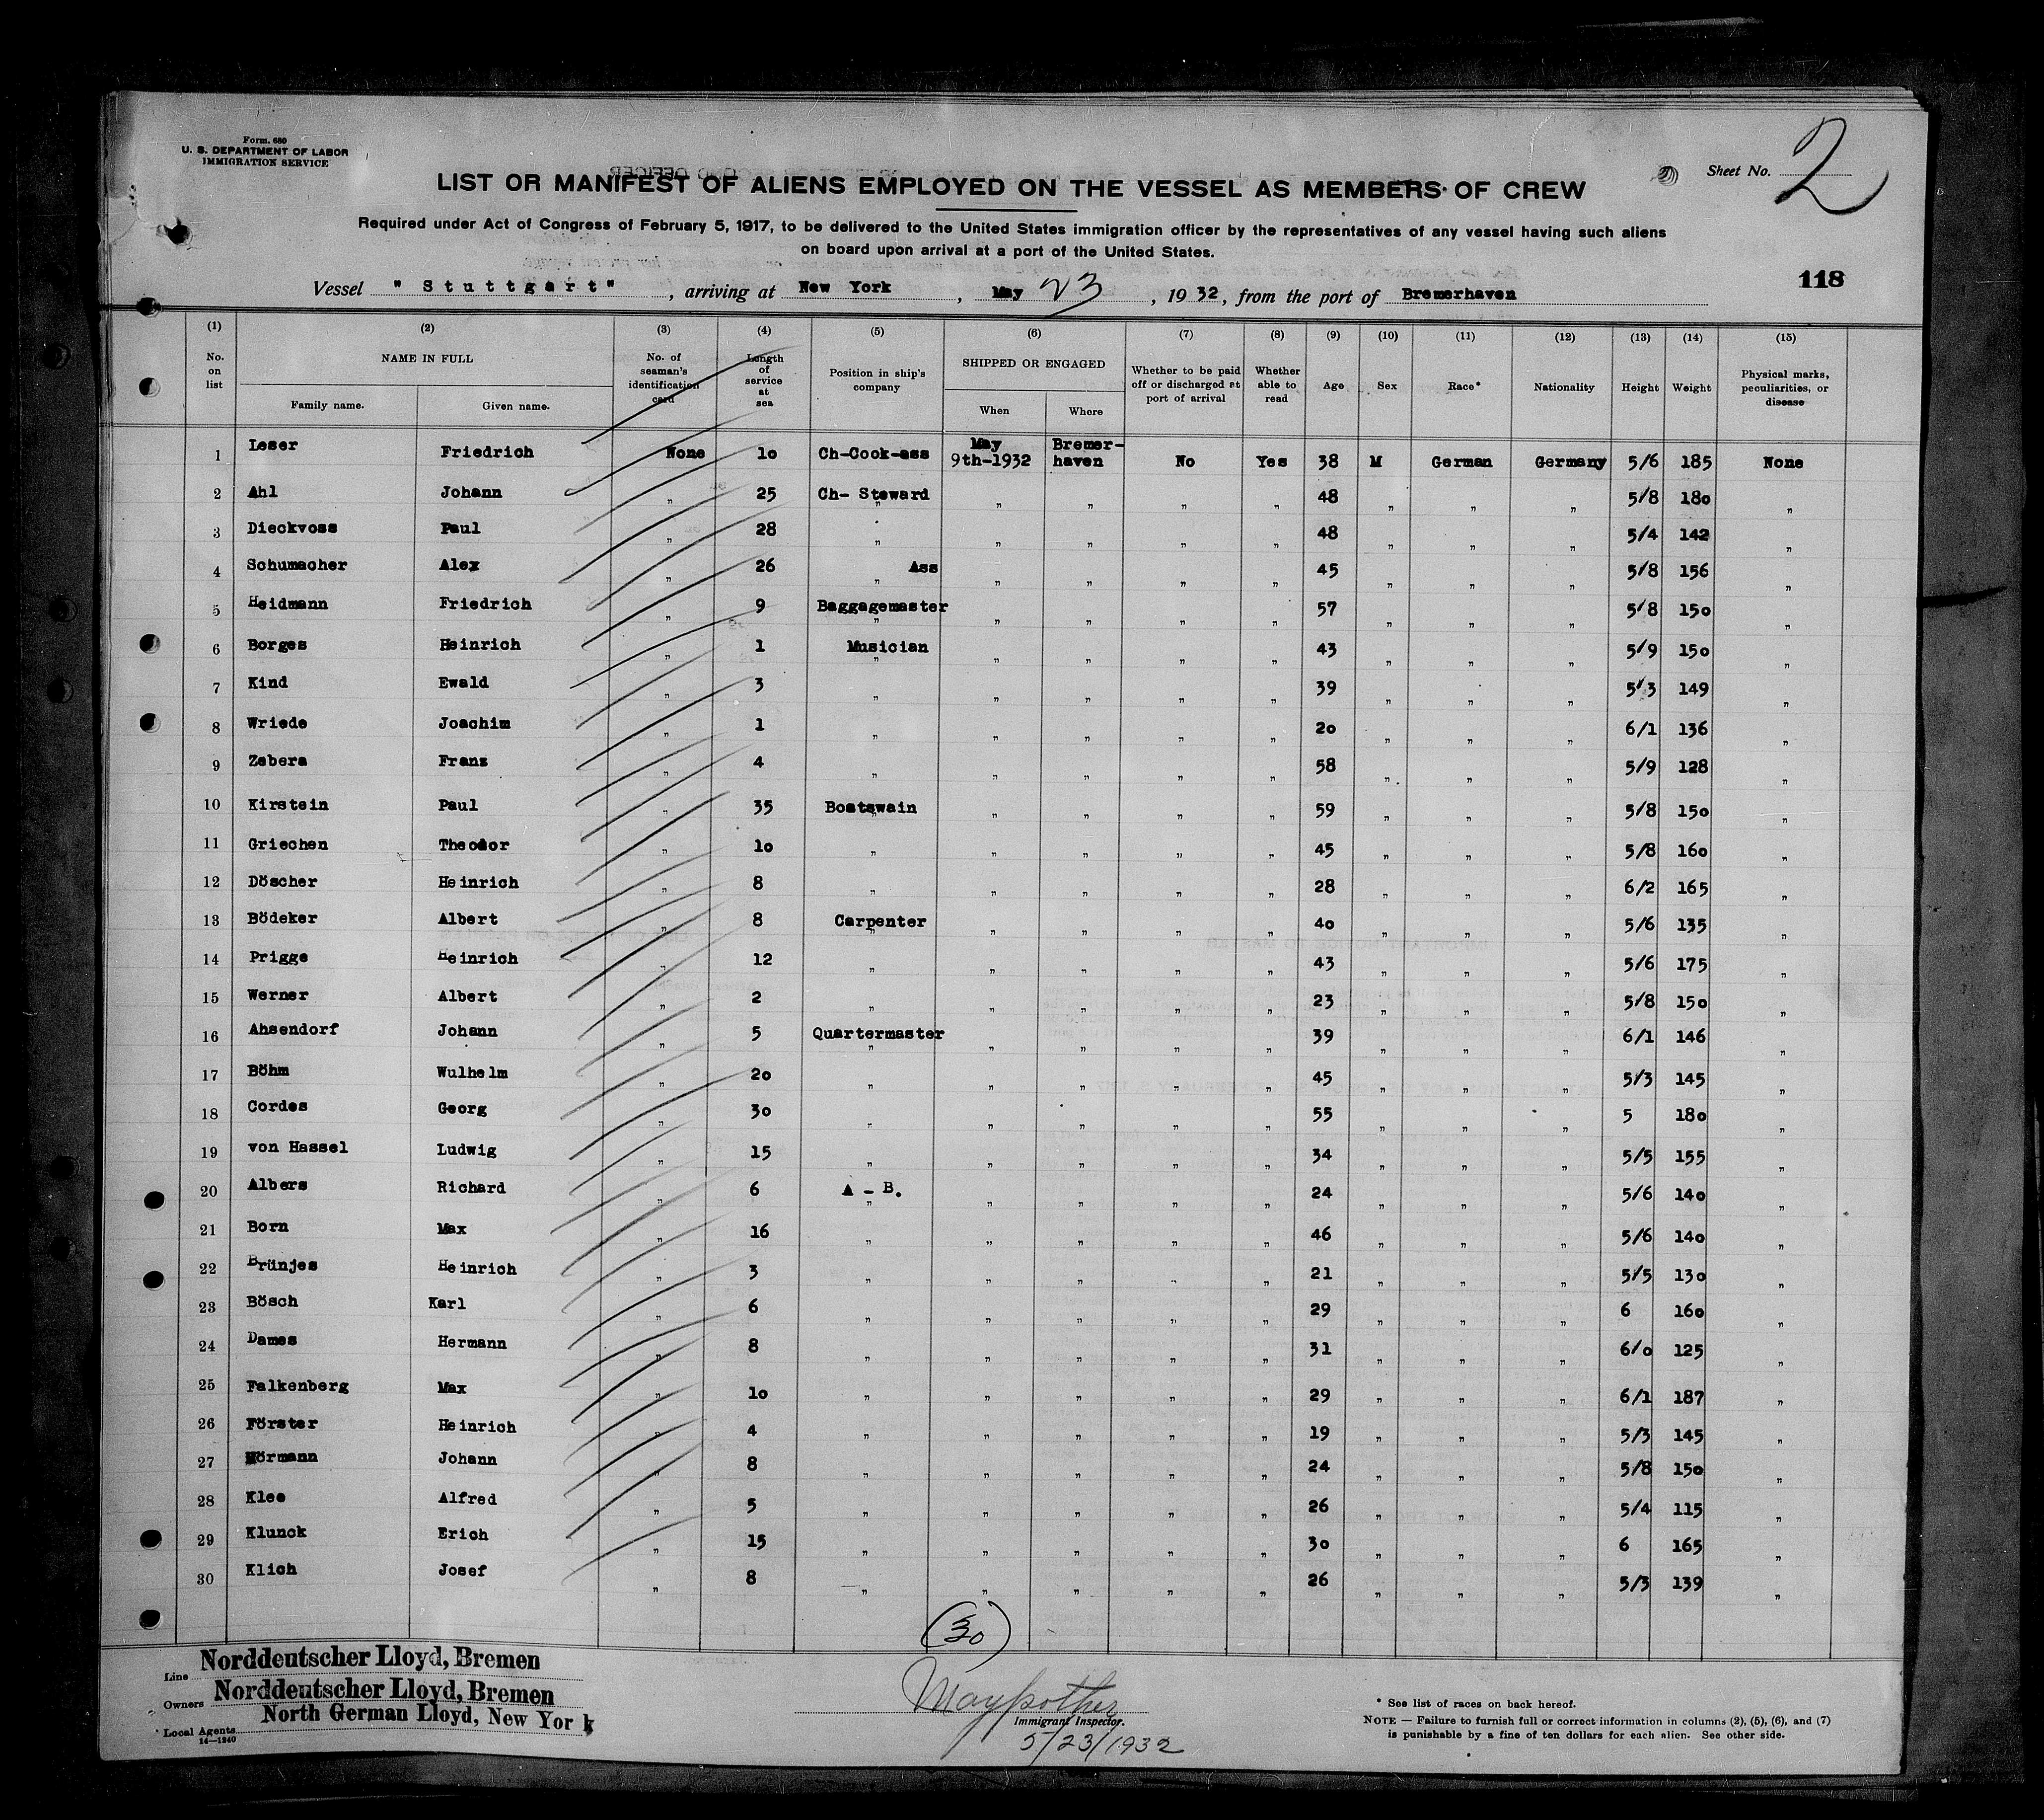 Form. 680
U. S. DEPARTMENT OF LABOR
IMMIGRATION SERVICE
Sheet No. 2
LIST OR MANIFEST OF ALIENS EMPLOYED ON THE VESSEL AS MEMBERS OF CREW
Required under Act of Congress of February 5, 1917, to be delivered to the United States immigration officer by the representatives of any vessel having such aliens
on board upon arrival at a port of the United States.
118
Vessel "Stuttgart", arriving at New York, May 23, 1932, from the port of Bremerhaven
(1) (2) (3) (4) (5) (6) (7) (8) (9) (10) (11) (12) (13) (14) (15)
No. on list NAME IN FULL Family name. Given name. No. of seaman's identification card Length of service at sea Position in ship's company SHIPPED OR ENGAGED When Where Whether to be paid off or discharged at port of arrival Whether able to read Age Sex Race* Nationality Height Weight Physical marks, peculiarities, or disease
1 Leser Friedrich None 10 Ch-Cook-ass May 9th-1932 Bremer-haven No Yes 38 M German Germany 5/6 185 None
2 Ahl Johann " 25 Ch- Steward " " " " " 48 " " " 5/8 180 "
3 Dieckvoss Paul " 28 " " " " " 48 " " " 5/4 142 "
4 Schumacher Alex " 26 " Ass " " " " 45 " " " 5/8 156 "
5 Heidmann Friedrich " 9 Baggagemaster " " " " " 57 " " " 5/8 150 "
6 Borges Heinrich " 1 Musician " " " " " 43 " " " 5/9 150 "
7 Kind Ewald " 3 " " " " " 39 " " " 5/3 149 "
8 Wriede Joachim " 1 " " " " " 20 " " " 6/1 136 "
9 Zebera Franz " 4 " " " " " 58 " " " 5/9 128 "
10 Kirstein Paul " 35 Boatswain " " " " " 59 " " " 5/8 150 "
11 Griechen Theodor " 10 " " " " " 45 " " " 5/8 160 "
12 Döscher Heinrich " 8 " " " " " 28 " " " 6/2 165 "
13 Bödeker Albert " 8 Carpenter " " " " " 40 " " " 5/6 135 "
14 Prigge Heinrich " 12 " " " " " 43 " " " 5/6 175 "
15 Werner Albert " 2 " " " " " 23 " " " 5/8 150 "
16 Ahsendorf Johann " 5 Quartermaster " " " " " 39 " " " 6/1 146 "
17 Böhm Wulhelm " 20 " " " " " 45 " " " 5/3 145 "
18 Cordes Georg " 30 " " " " " 55 " " " 5 180 "
19 von Hassel Ludwig " 15 " " " " " 34 " " " 5/5 155 "
20 Albers Richard " 6 A - B. " " " " " 24 " " " 5/6 140 "
21 Born Max " 16 " " " " " 46 " " " 5/6 140 "
22 Brünjes Heinrich " 3 " " " " " 21 " " " 5/5 130 "
23 Bösch Karl " 6 " " " " " 29 " " " 6 160 "
24 Dames Hermann " 8 " " " " " 31 " " " 6/0 125 "
25 Falkenberg Max " 10 " " " " " 29 " " " 6/1 187 "
26 Förster Heinrich " 4 " " " " " 19 " " " 5/3 145 "
27 Hörmann Johann " 8 " " " " " 24 " " " 5/8 150 "
28 Klee Alfred " 5 " " " " " 26 " " " 5/4 115 "
29 Klunck Erich " 15 " " " " " 30 " " " 6 165 "
30 Klich Josef " 8 " " " " " 26 " " " 5/3 139 "
(30)
Line Norddeutscher Lloyd, Bremen
Owners Norddeutscher Lloyd, Bremen
Local Agents North German Lloyd, New York
14—1240
Immigrant Inspector.
5/23/1932
* See list of races on back hereof.
NOTE — Failure to furnish full or correct information in columns (2), (5), (6), and (7)
is punishable by a fine of ten dollars for each alien. See other side.